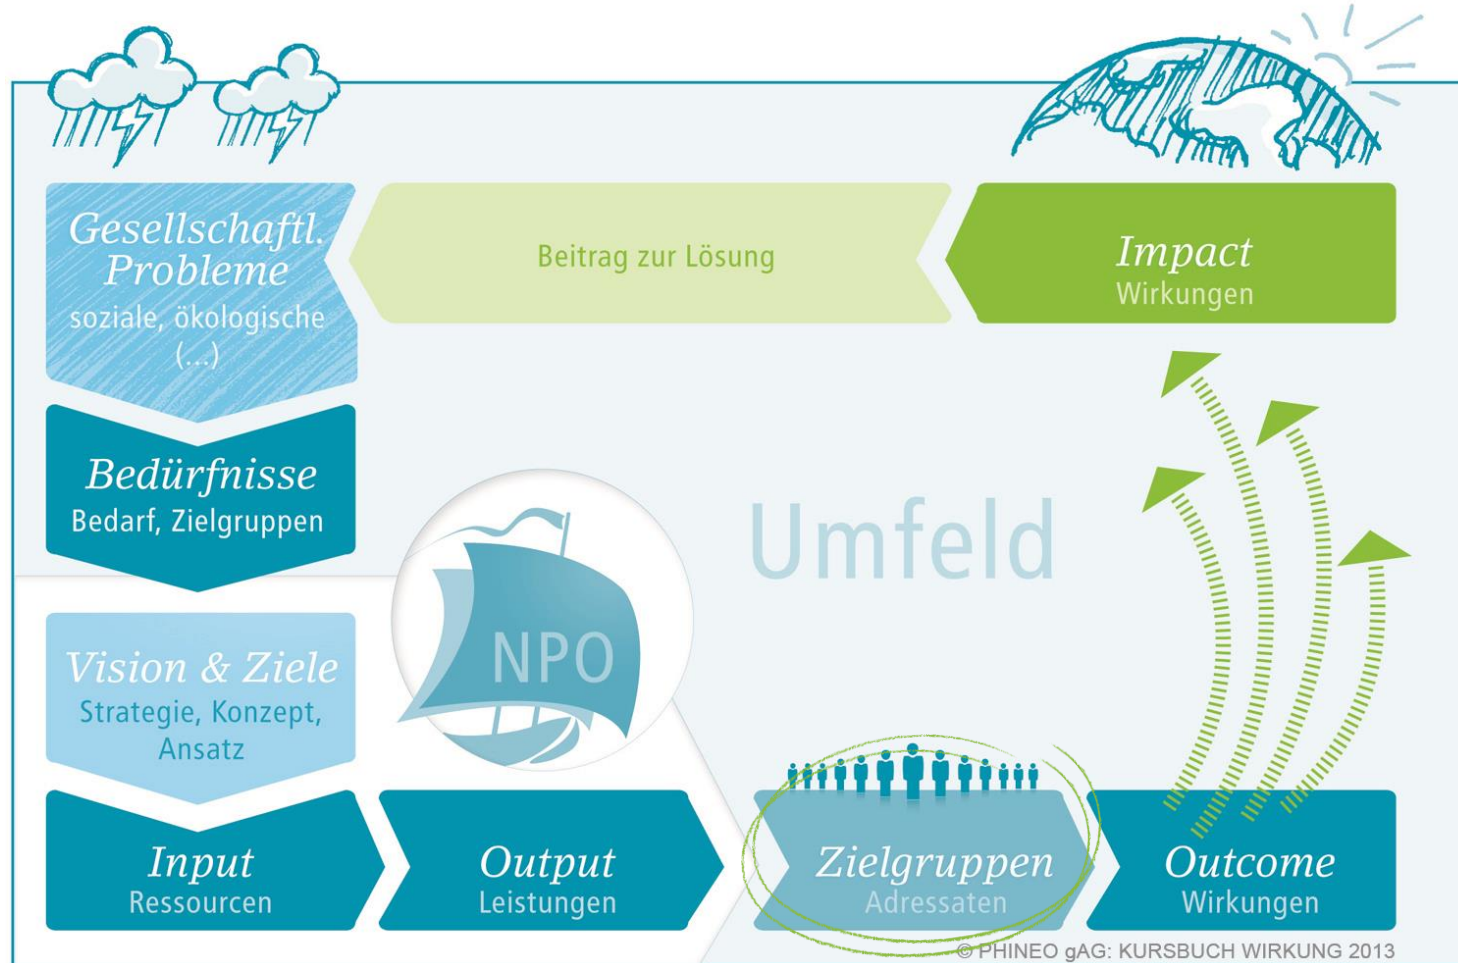 Gesellschaftl.
Probleme
soziale, ökologische
(...)
Beitrag zur Lösung
Impact
Wirkungen
Bedürfnisse
Bedarf, Zielgruppen
Umfeld
NPO
Vision & Ziele
Strategie, Konzept,
Ansatz
Input
Ressourcen
Output
Leistungen
Zielgruppen
Adressaten
Outcome
Wirkungen
© PHINEO gAG: KURSBUCH WIRKUNG 2013